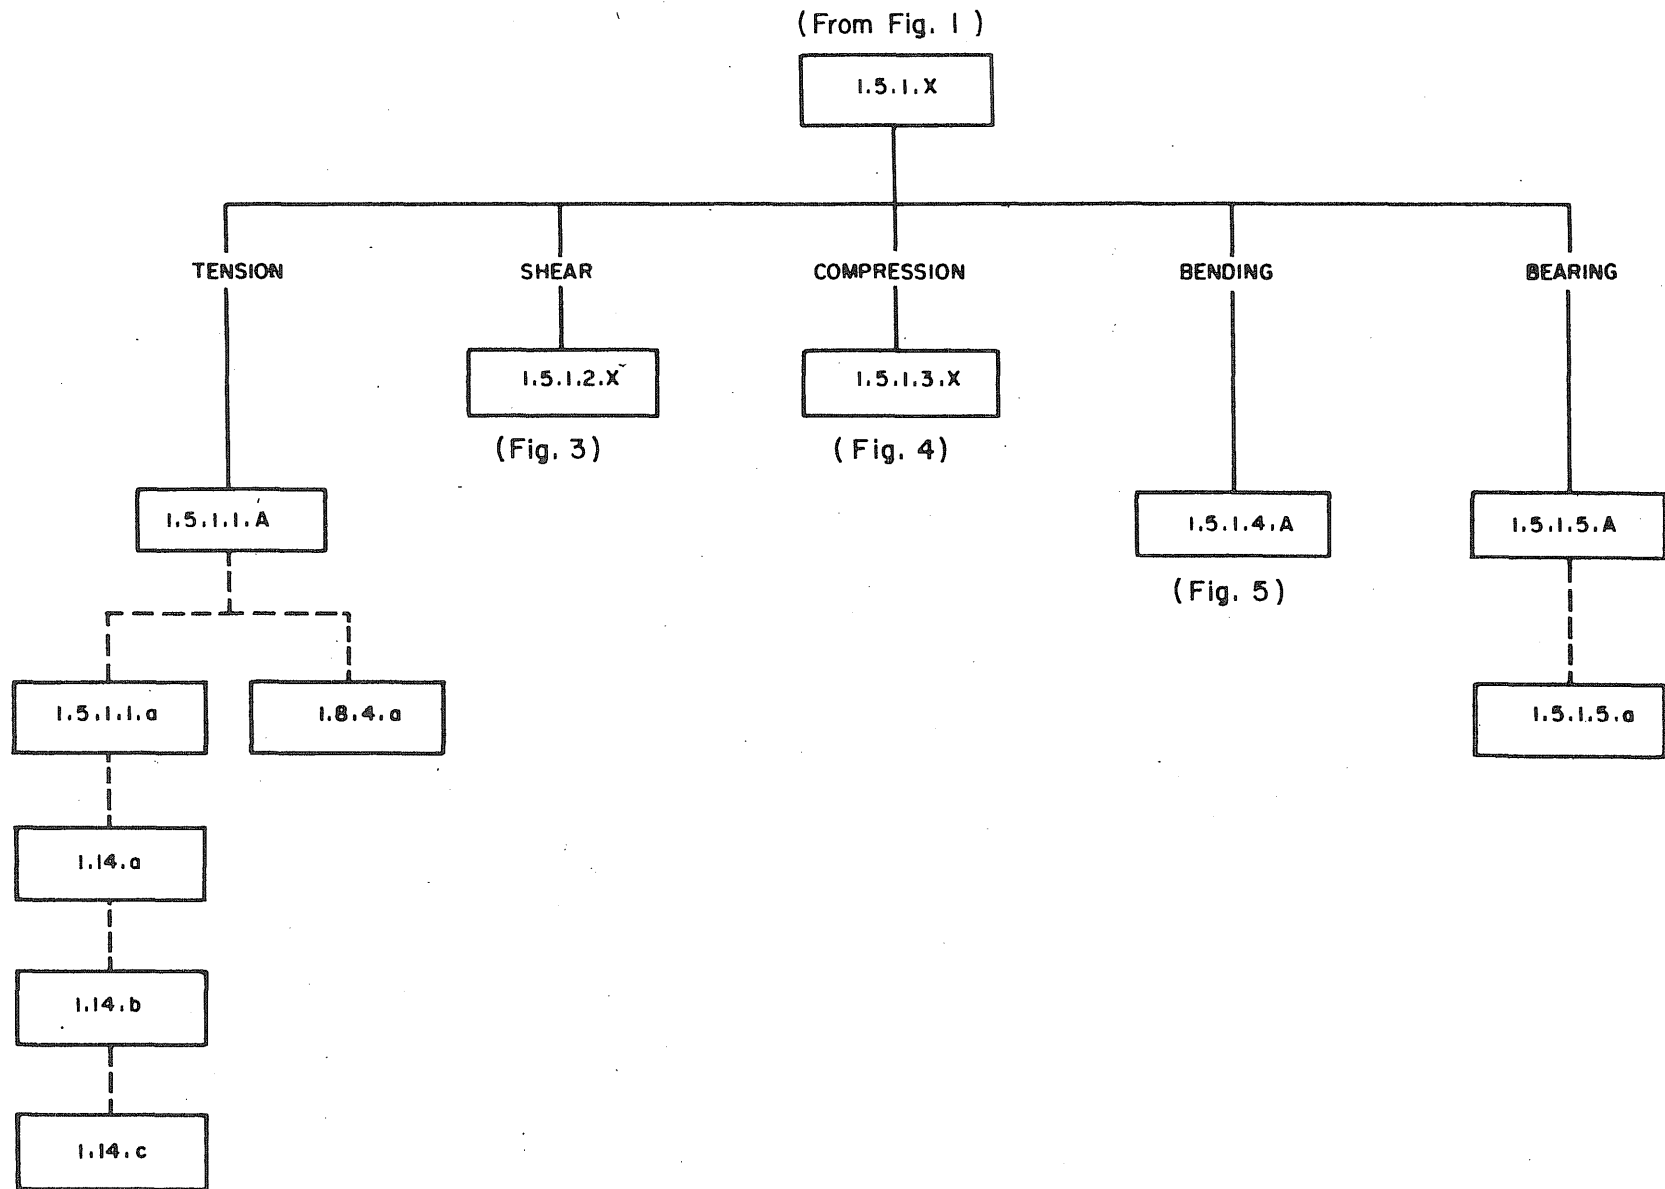 (From Fig. 1)
1.5.1.X
TENSION
SHEAR
COMPRESSION
BENDING
BEARING
1.5.1.2.X
1.5.1.3.X
(Fig. 3)
(Fig. 4)
1.5.1.1.A
1.5.1.4.A
1.5.1.5.A
(Fig. 5)
1.5.1.1.a
1.8.4.a
1.5.1.5.a
1.14.a
1.14.b
1.14.c